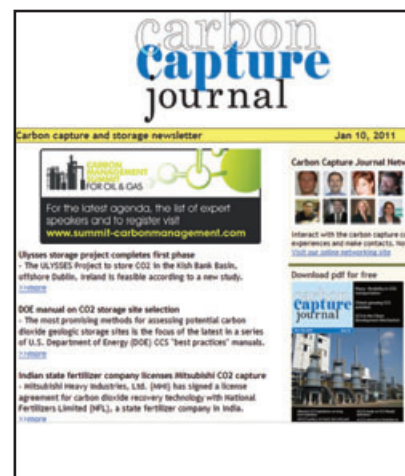 carbon
capture
journal
Carbon capture and storage newsletter
Jan 10, 2011
CARBON
MANAGEMENT
SUMMIT
FOR OIL & GAS
For the latest agenda, the list of expert
speakers and to register visit
www.summit-carbonmanagement.com
Ulysses storage project completes first phase
- The ULYSSES Project to store CO2 in the Kish Bank Basin,
offshore Dublin, Ireland is feasible according to a new study.
>>more
DOE manual on CO2 storage site selection
- The most promising methods for assessing potential carbon
dioxide geologic storage sites is the focus of the latest in a series
of U.S. Department of Energy (DOE) CCS "best practices" manuals.
>>more
Indian state fertilizer company licenses Mitsubishi CO2 capture
- Mitsubishi Heavy Industries, Ltd. (MHI) has signed a license
agreement for carbon dioxide recovery technology with National
Fertilizers Limited (NFL), a state fertilizer company in India.
>>more
Carbon Capture Journal Netw
Interact with the carbon capture c
experiences and make contacts, No
Visit our online networking site
Download pdf for free
capture
journal